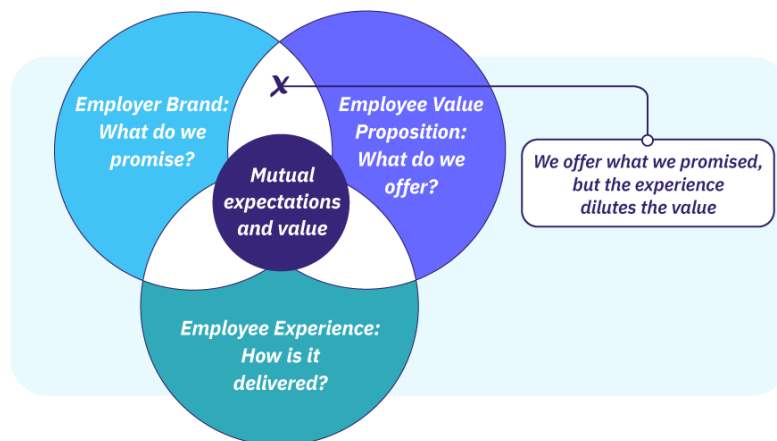 Employer Brand:
What do we
promise?
✗
Employee Value
Proposition:
What do we
offer?
Mutual
expectations
and value
We offer what we promised,
but the experience
dilutes the value
Employee Experience:
How is it
delivered?